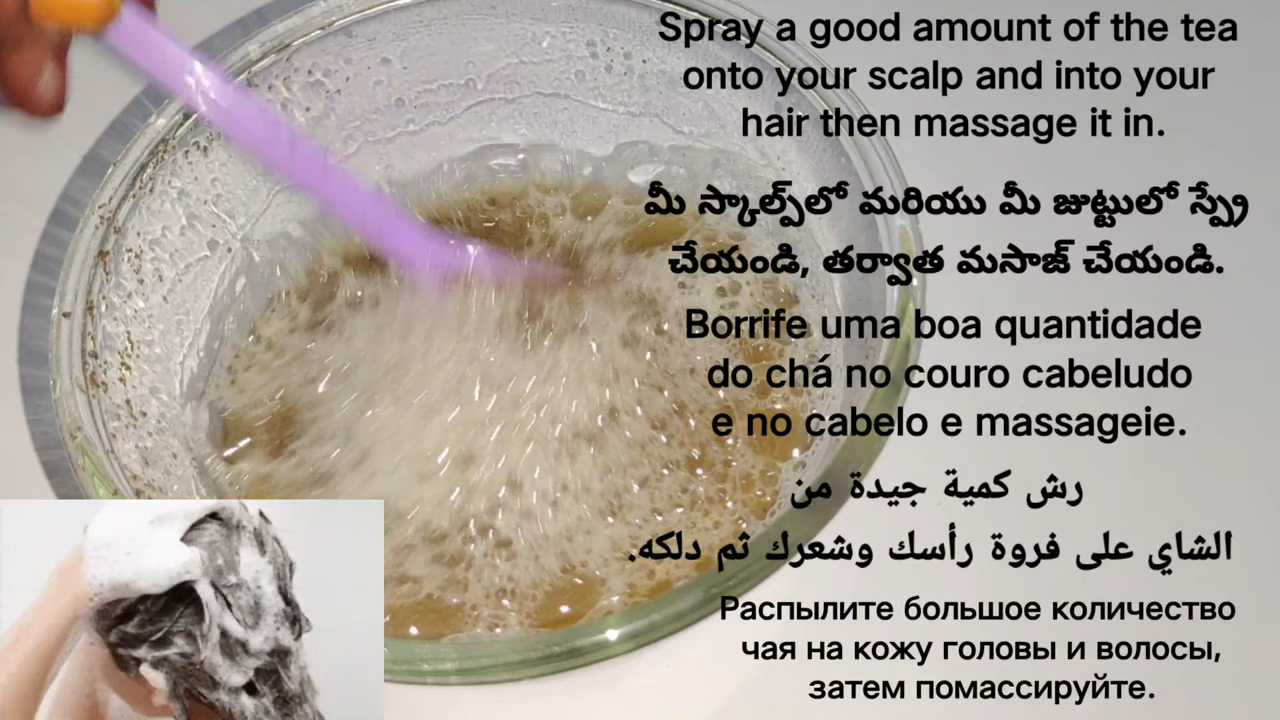 Spray a good amount of the tea
onto your scalp and into your
hair then massage it in.
మీ స్కాల్ప్‌లో మరియు మీ జుట్టులో స్ప్రే
చేయండి, తర్వాత మసాజ్ చేయండి.
Borrife uma boa quantidade
do chá no couro cabeludo
e no cabelo e massageie.
رش كمية جيدة من
الشاي على فروة رأسك وشعرك ثم دلكه.
Распылите большое количество
чая на кожу головы и волосы,
затем помассируйте.